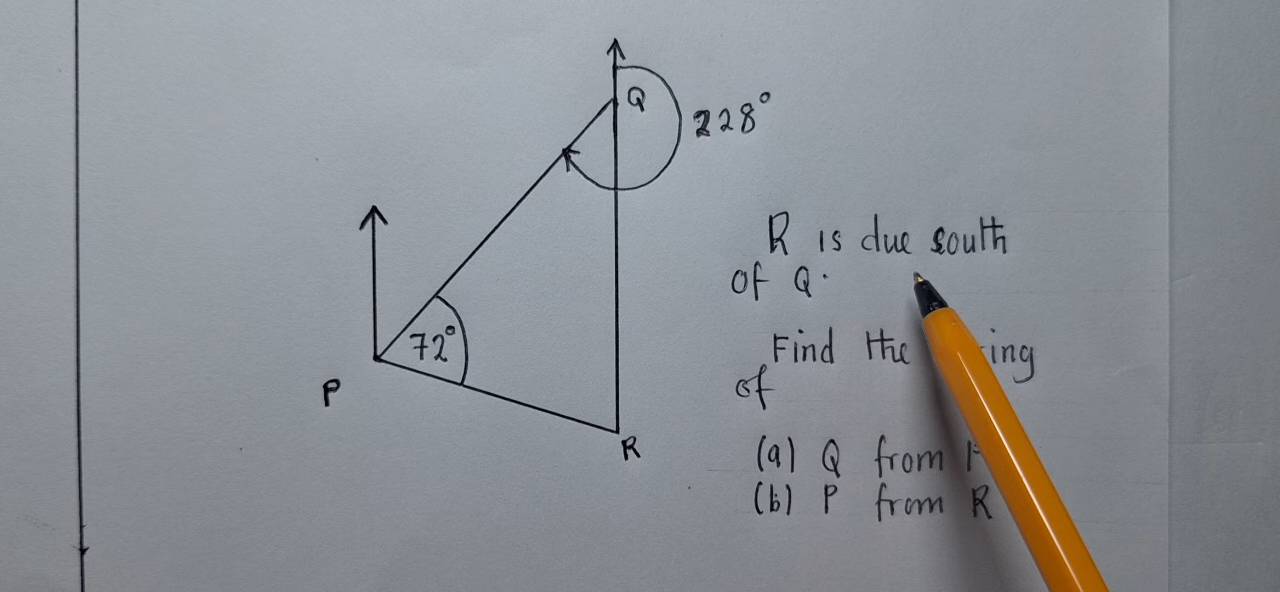 Q
228°
R is due south
of Q.
72°
Find the
P
of
R
(a) Q from
(b) P from R